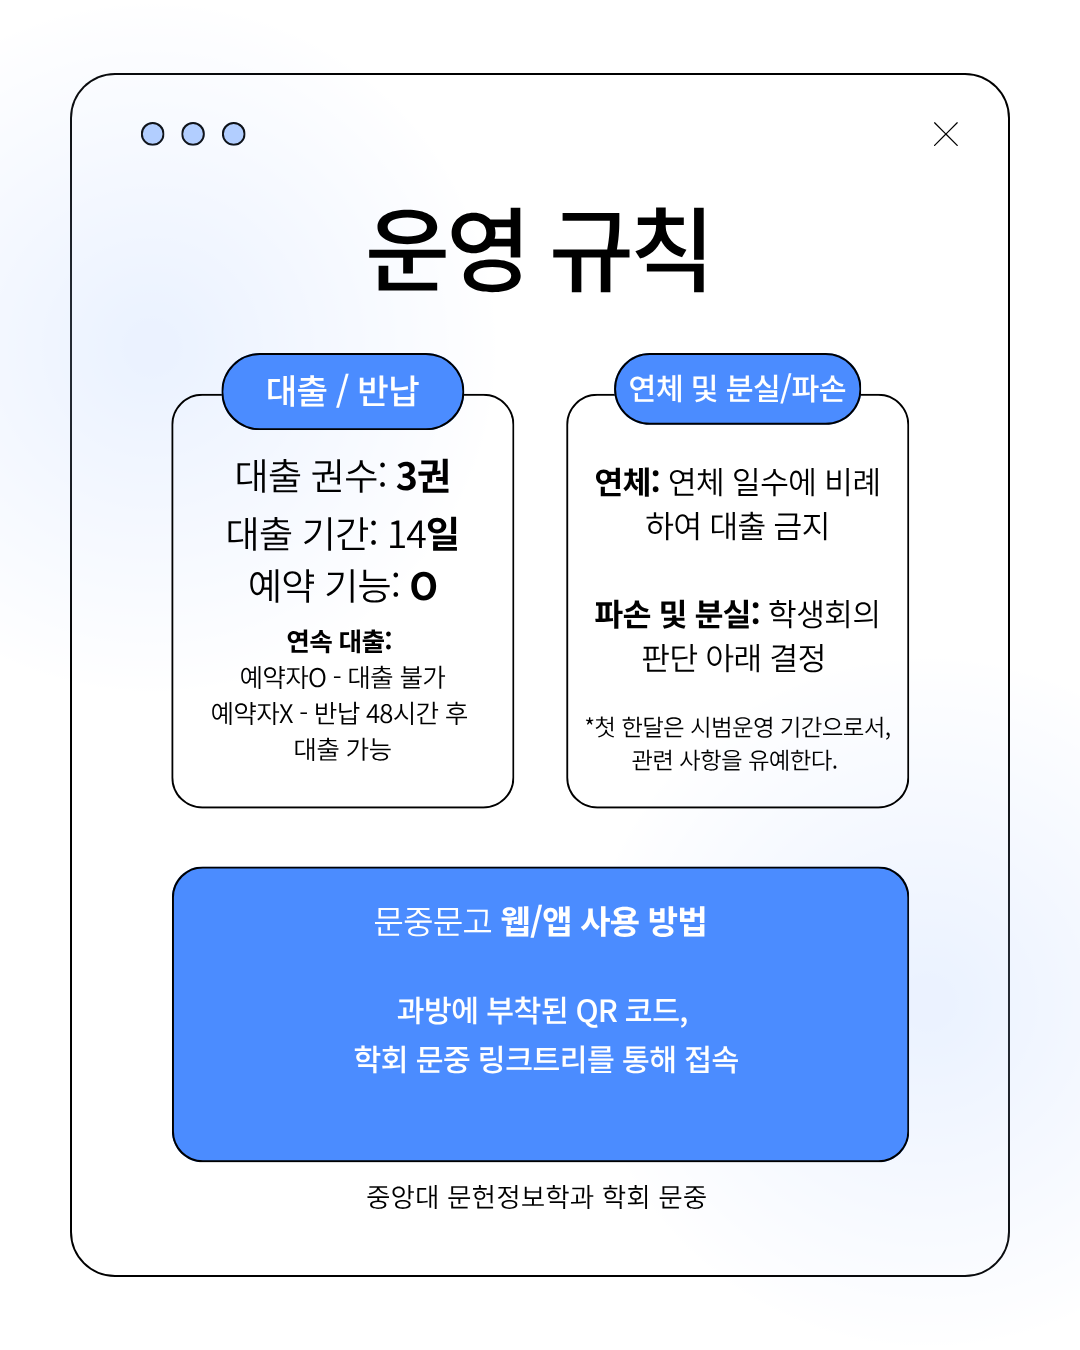 운영 규칙
대출 / 반납
대출 권수: 3권
대출 기간: 14일
예약 기능: O
연속 대출:
예약자O - 대출 불가
예약자X - 반납 48시간 후
대출 가능
연체 및 분실/파손
연체: 연체 일수에 비례
하여 대출 금지
파손 및 분실: 학생회의
판단 아래 결정
*첫 한달은 시범운영 기간으로서,
관련 사항을 유예한다.
문중문고 웹/앱 사용 방법
과방에 부착된 QR 코드,
학회 문중 링크트리를 통해 접속
중앙대 문헌정보학과 학회 문중